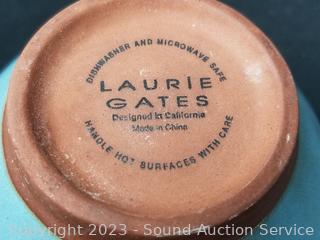 DISHWASHER AND MICROWAVE SAFE
LAURIE
GATES
Designed in California
Made in China
HANDLE HOT SURFACES WITH CARE
Copyright 2023 - Sound Auction Service